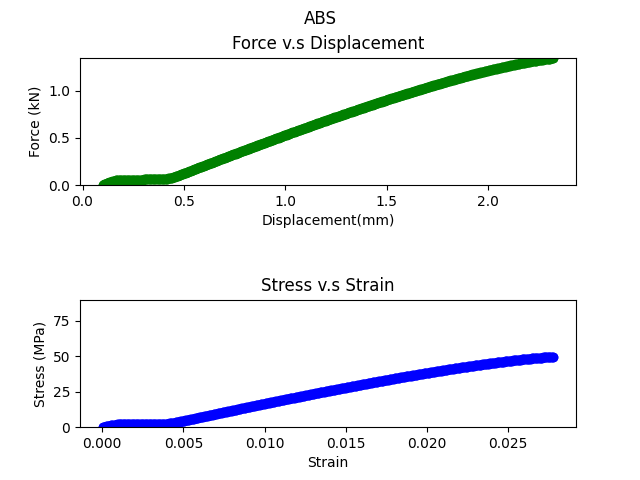 ABS
Force v.s Displacement
1.0
0.5
0.0
Force (kN)
0.0 0.5 1.0 1.5 2.0
Displacement(mm)
Stress v.s Strain
75
50
25
0
Stress (MPa)
0.000 0.005 0.010 0.015 0.020 0.025
Strain